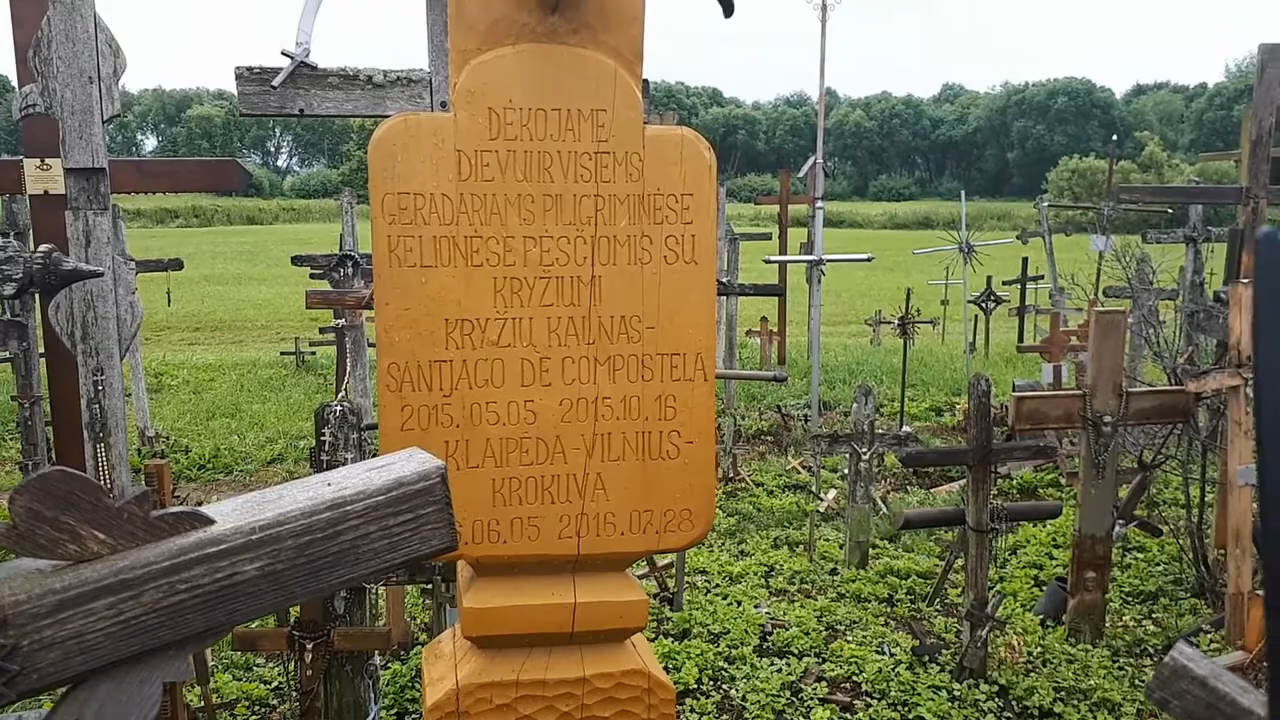 DĖKOJAME
DIEVUI IR VISIEMS
GERADARIAMS PILIGRIMINĖSE
KELIONĖSE PĖSČIOMIS SU
KRYŽIUMI
KRYŽIŲ KALNAS-
SANTJAGO DĖ COMPOSTELA
2015.05.05 2015.10.16
KLAIPĖDA-VILNIUS-
KROKUVA
.06.05 2016.07.28